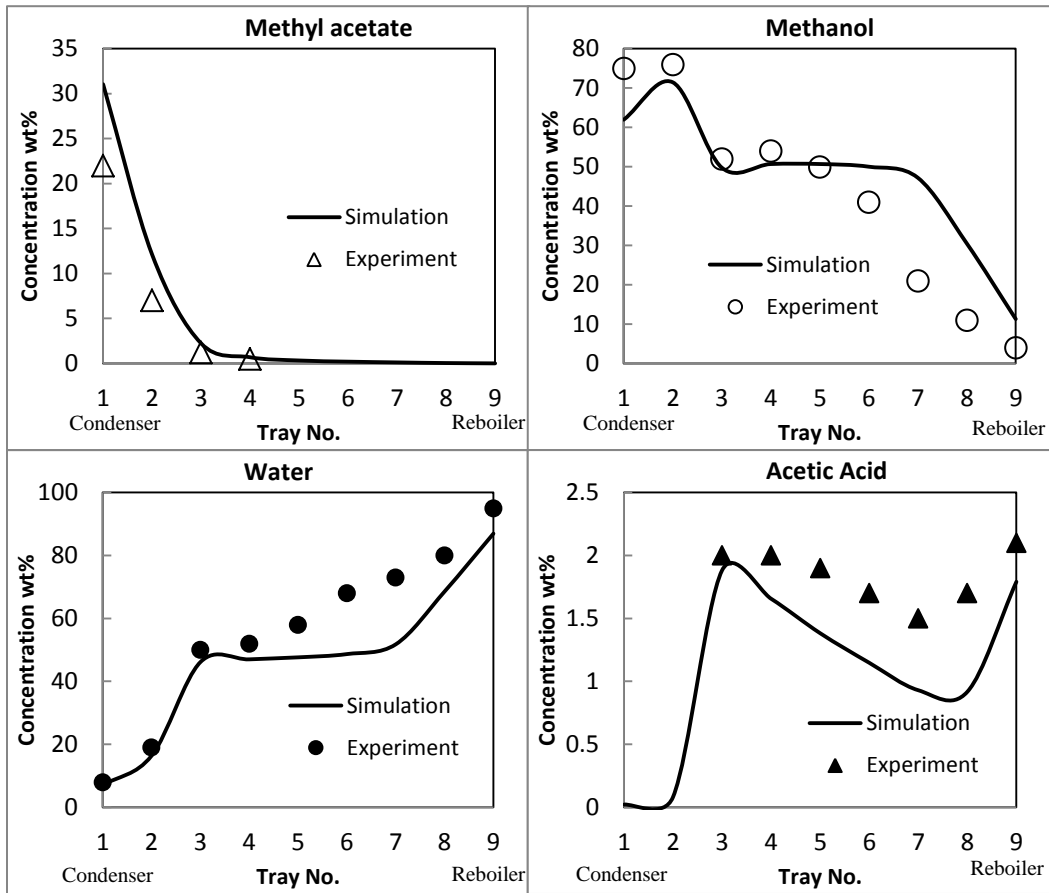 Methyl acetate
35
30
25
20
15
10
5
0
Concentration wt%
Simulation
Experiment
1 2 3 4 5 6 7 8 9
Condenser Reboiler
Tray No.
Methanol
80
70
60
50
40
30
20
10
0
Concentration wt%
Simulation
Experiment
1 2 3 4 5 6 7 8 9
Condenser Reboiler
Tray No.
Water
100
80
60
40
20
0
Concentration wt%
Simulation
Experiment
1 2 3 4 5 6 7 8 9
Condenser Reboiler
Tray No.
Acetic Acid
2.5
2
1.5
1
0.5
0
Concentration wt%
Simulation
Experiment
1 2 3 4 5 6 7 8 9
Condenser Reboiler
Tray No.